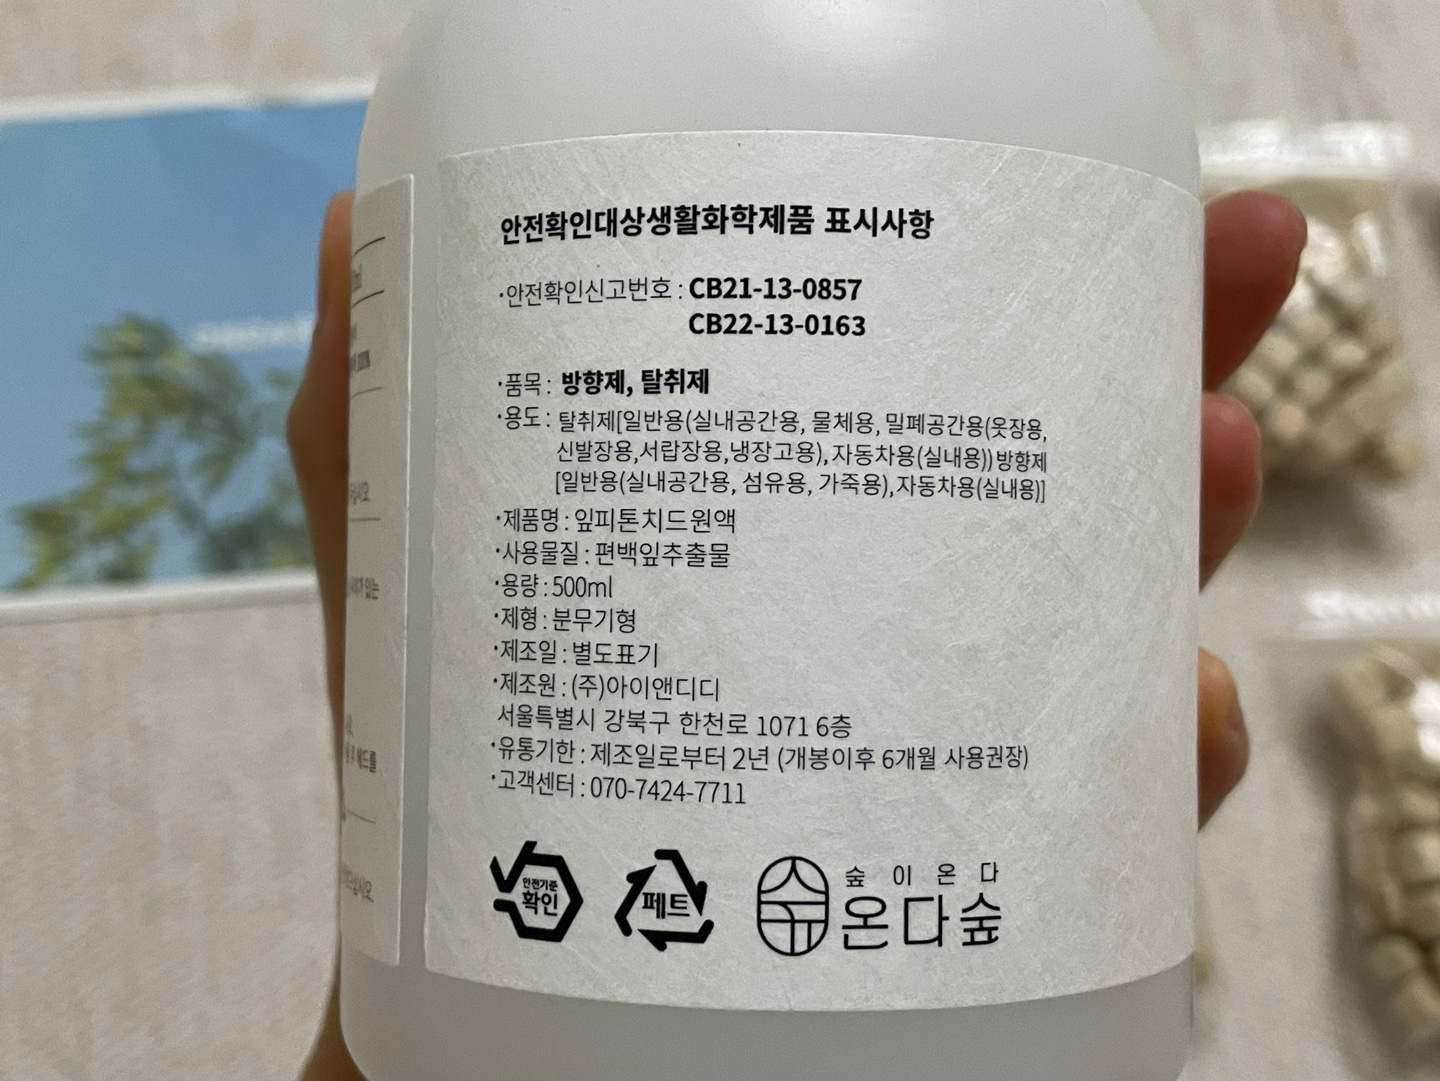 안전확인대상생활화학제품 표시사항
·안전확인신고번호 : CB21-13-0857
CB22-13-0163
·품목 : 방향제, 탈취제
·용도 : 탈취제[일반용(실내공간용, 물체용, 밀폐공간용(옷장용,
신발장용,서랍장용,냉장고용), 자동차용(실내용)) 방향제
[일반용(실내공간용, 섬유용, 가죽용),자동차용(실내용)]
·제품명 : 잎피톤치드원액
·사용물질 : 편백잎추출물
·용량 : 500ml
·제형 : 분무기형
·제조일 : 별도표기
·제조원 : (주)아이앤디디
서울특별시 강북구 한천로 1071 6층
·유통기한 : 제조일로부터 2년 (개봉이후 6개월 사용권장)
·고객센터 : 070-7424-7711
안전기준
확인
페트
숲이온다
온다숲